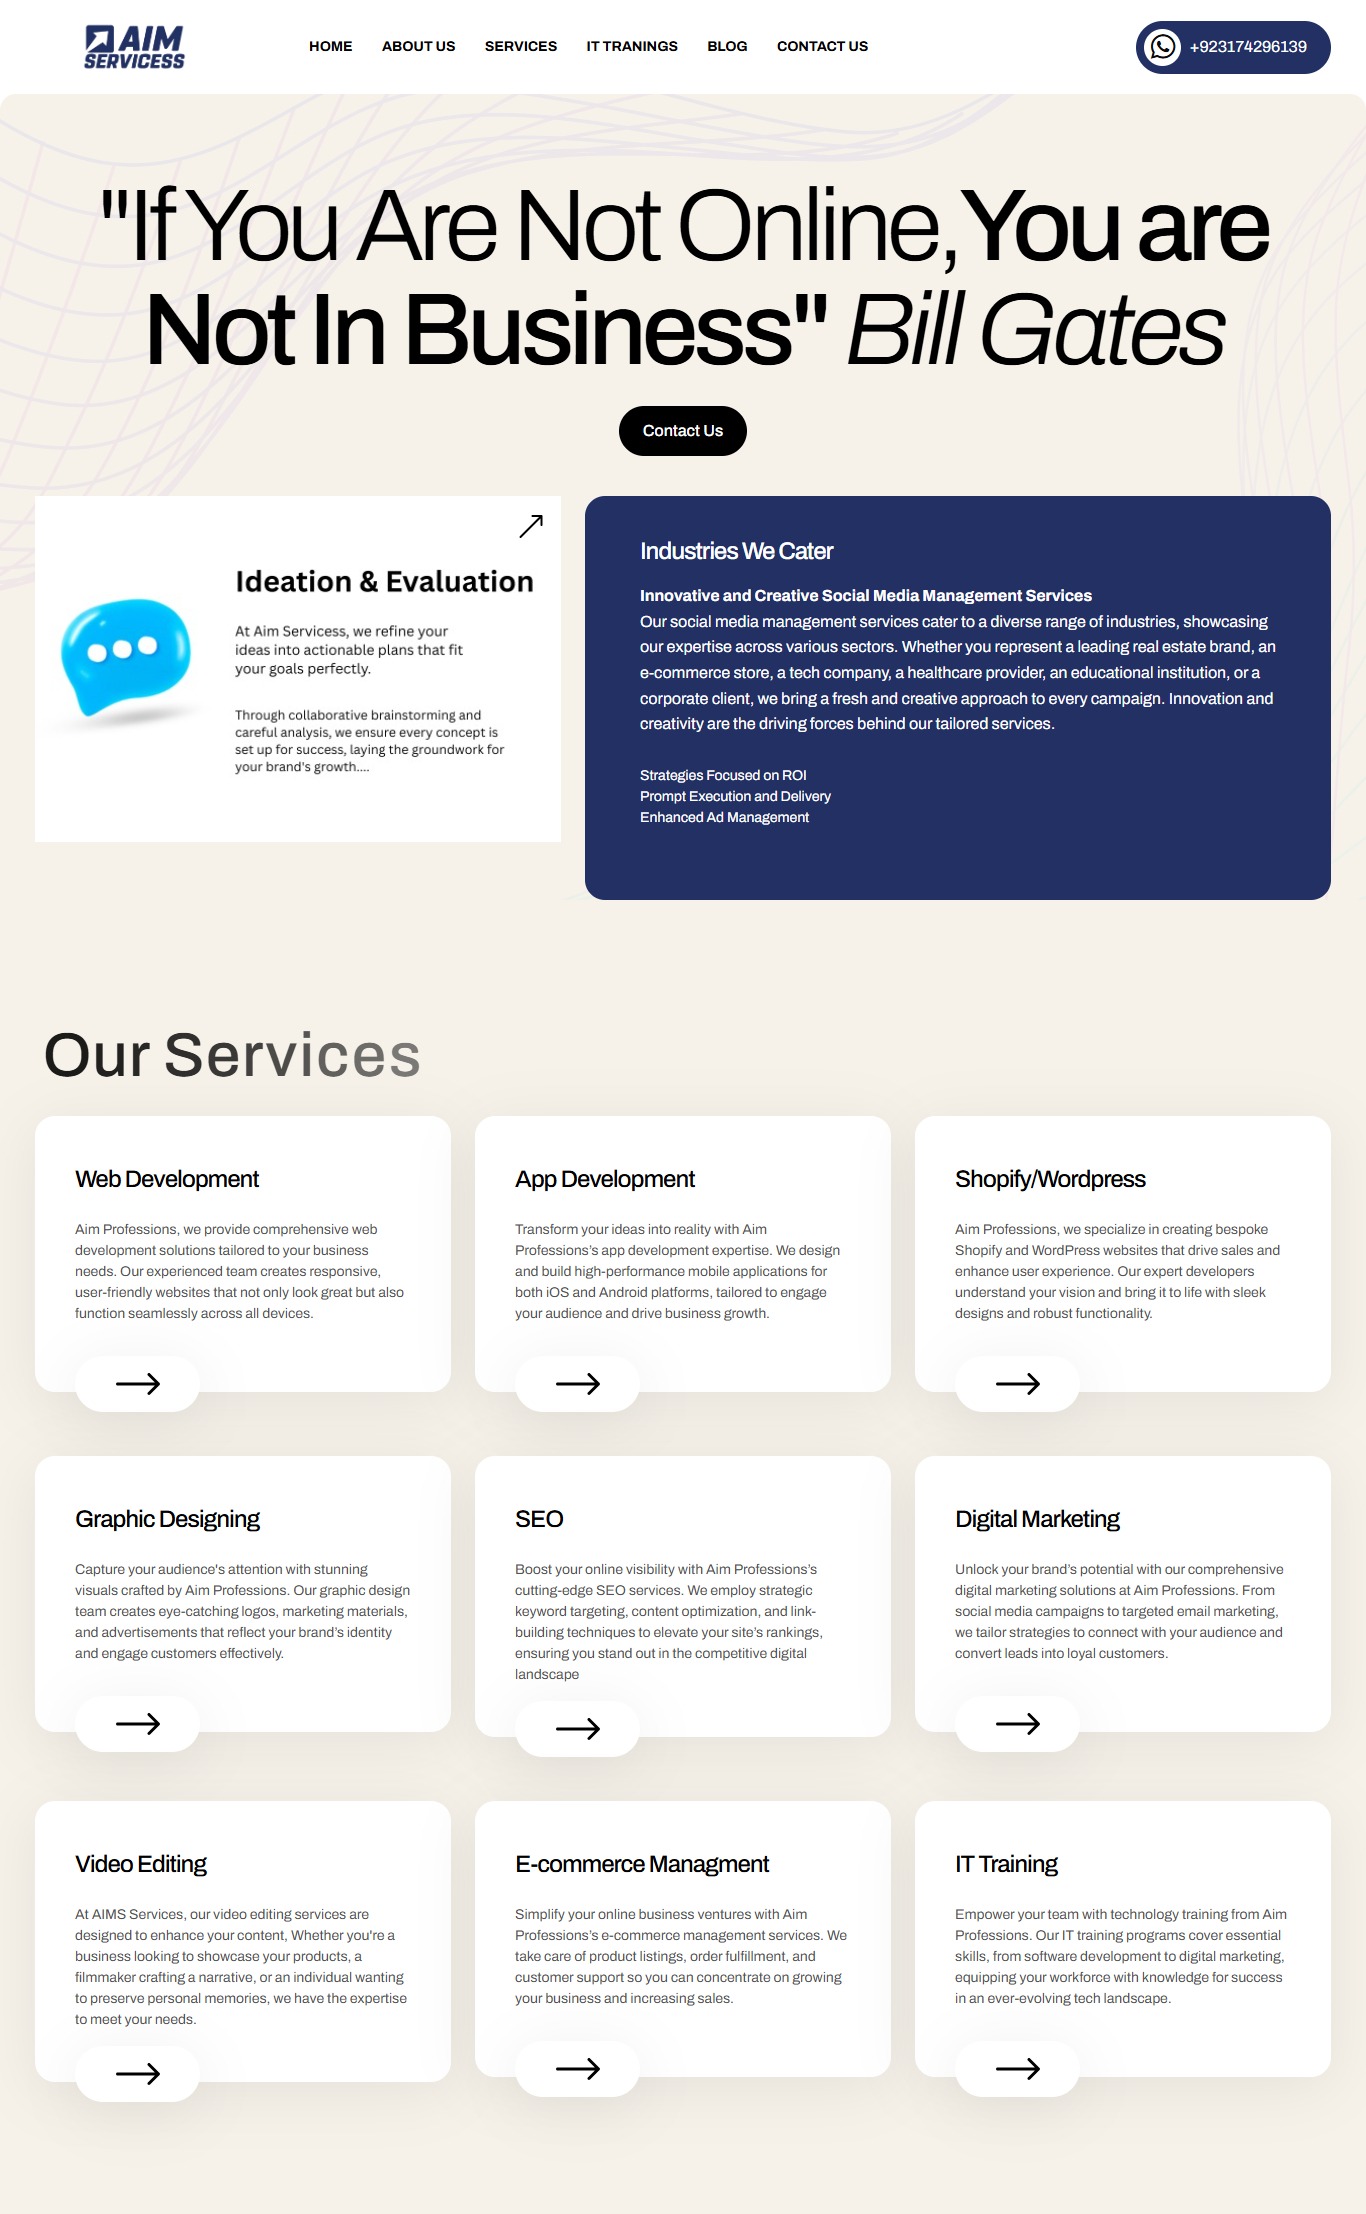 AIM
SERVICESS
HOME ABOUT US SERVICES IT TRANINGS BLOG CONTACT US
+923174296139
"If You Are Not Online,You are
Not In Business" Bill Gates
Contact Us
Ideation & Evaluation
At Aim Servicess, we refine your
ideas into actionable plans that fit
your goals perfectly.
Through collaborative brainstorming and
careful analysis, we ensure every concept is
set up for success, laying the groundwork for
your brand's growth....
Industries We Cater
Innovative and Creative Social Media Management Services
Our social media management services cater to a diverse range of industries, showcasing
our expertise across various sectors. Whether you represent a leading real estate brand, an
e-commerce store, a tech company, a healthcare provider, an educational institution, or a
corporate client, we bring a fresh and creative approach to every campaign. Innovation and
creativity are the driving forces behind our tailored services.
Strategies Focused on ROI
Prompt Execution and Delivery
Enhanced Ad Management
Our Services
Web Development
Aim Professions, we provide comprehensive web
development solutions tailored to your business
needs. Our experienced team creates responsive,
user-friendly websites that not only look great but also
function seamlessly across all devices.
App Development
Transform your ideas into reality with Aim
Professions’s app development expertise. We design
and build high-performance mobile applications for
both iOS and Android platforms, tailored to engage
your audience and drive business growth.
Shopify/Wordpress
Aim Professions, we specialize in creating bespoke
Shopify and WordPress websites that drive sales and
enhance user experience. Our expert developers
understand your vision and bring it to life with sleek
designs and robust functionality.
Graphic Designing
Capture your audience's attention with stunning
visuals crafted by Aim Professions. Our graphic design
team creates eye-catching logos, marketing materials,
and advertisements that reflect your brand’s identity
and engage customers effectively.
SEO
Boost your online visibility with Aim Professions’s
cutting-edge SEO services. We employ strategic
keyword targeting, content optimization, and link-
building techniques to elevate your site’s rankings,
ensuring you stand out in the competitive digital
landscape
Digital Marketing
Unlock your brand’s potential with our comprehensive
digital marketing solutions at Aim Professions. From
social media campaigns to targeted email marketing,
we tailor strategies to connect with your audience and
convert leads into loyal customers.
Video Editing
At AIMS Services, our video editing services are
designed to enhance your content, Whether you're a
business looking to showcase your products, a
filmmaker crafting a narrative, or an individual wanting
to preserve personal memories, we have the expertise
to meet your needs.
E-commerce Managment
Simplify your online business ventures with Aim
Professions’s e-commerce management services. We
take care of product listings, order fulfillment, and
customer support so you can concentrate on growing
your business and increasing sales.
IT Training
Empower your team with technology training from Aim
Professions. Our IT training programs cover essential
skills, from software development to digital marketing,
equipping your workforce with knowledge for success
in an ever-evolving tech landscape.